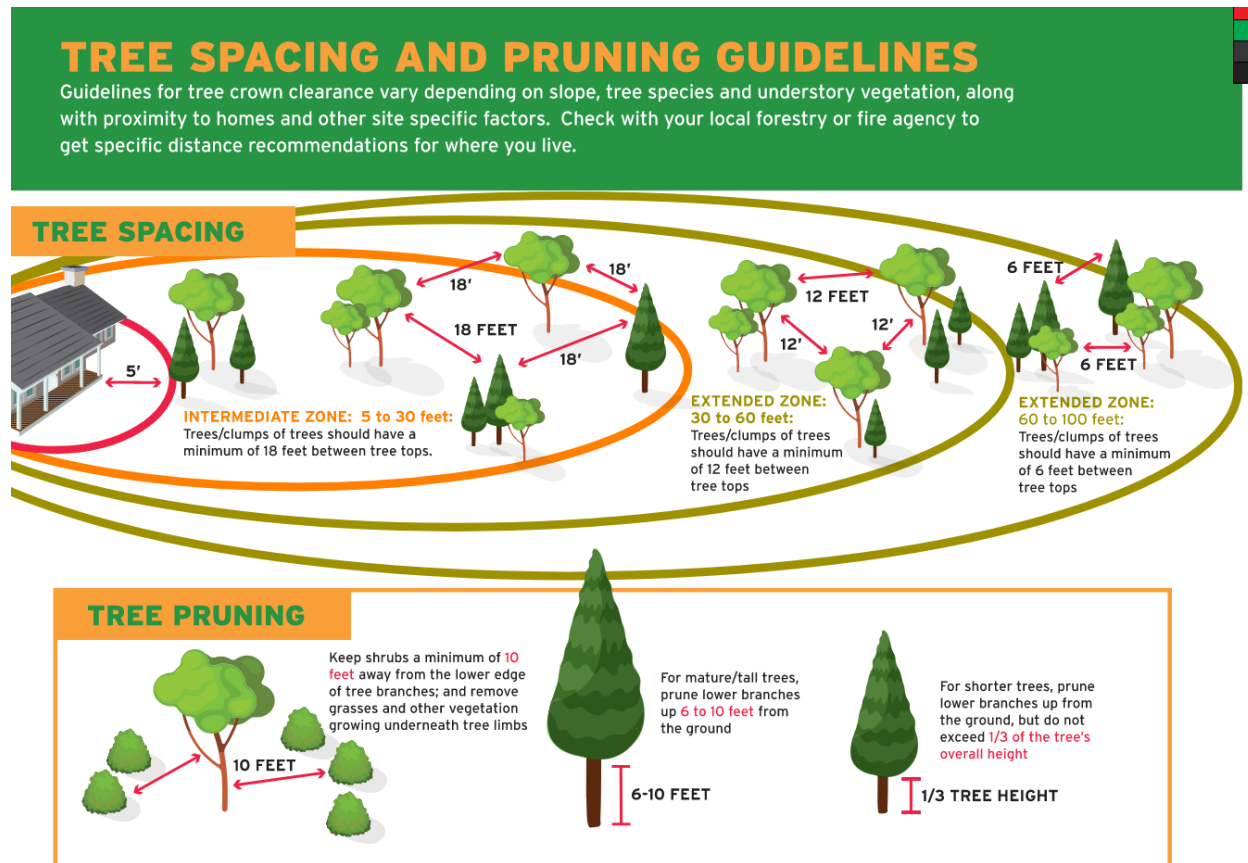 TREE SPACING AND PRUNING GUIDELINES
Guidelines for tree crown clearance vary depending on slope, tree species and understory vegetation, along
with proximity to homes and other site specific factors. Check with your local forestry or fire agency to
get specific distance recommendations for where you live.
TREE SPACING
5'
18'
18'
18 FEET
18'
INTERMEDIATE ZONE: 5 to 30 feet:
Trees/clumps of trees should have a
minimum of 18 feet between tree tops.
12 FEET
12'
12'
EXTENDED ZONE:
30 to 60 feet:
Trees/clumps of trees
should have a minimum
of 12 feet between
tree tops
6 FEET
6 FEET
EXTENDED ZONE:
60 to 100 feet:
Trees/clumps of trees
should have a minimum
of 6 feet between
tree tops
TREE PRUNING
10 FEET
Keep shrubs a minimum of 10
feet away from the lower edge
of tree branches; and remove
grasses and other vegetation
growing underneath tree limbs
For mature/tall trees,
prune lower branches
up 6 to 10 feet from
the ground
6-10 FEET
For shorter trees, prune
lower branches up from
the ground, but do not
exceed 1/3 of the tree's
overall height
1/3 TREE HEIGHT